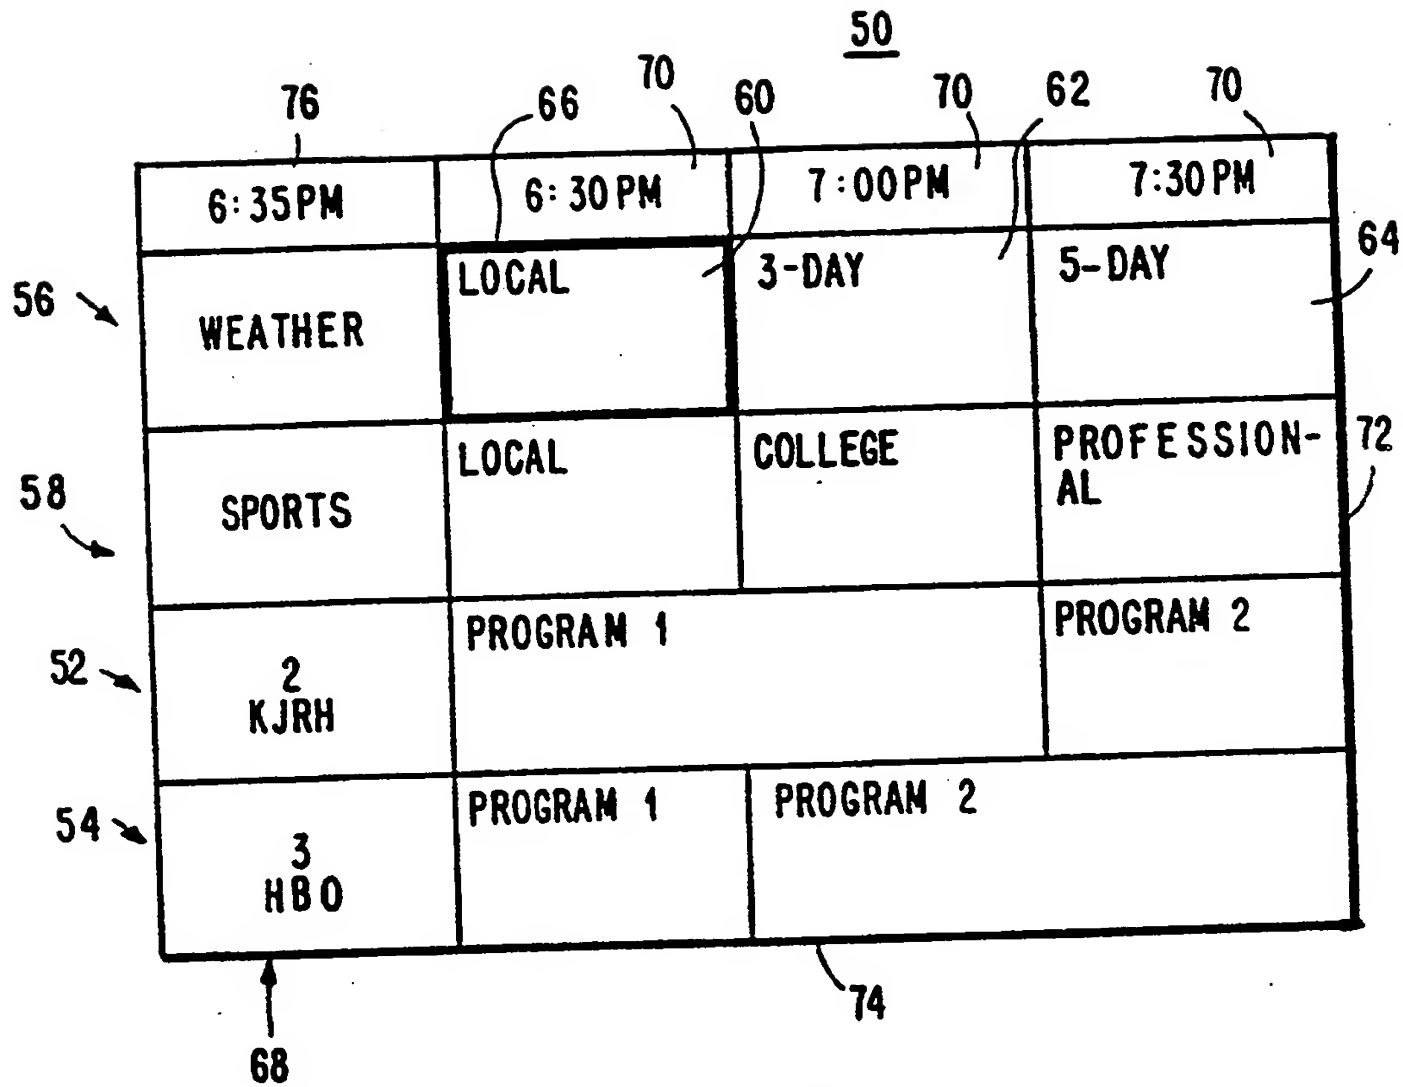 50
76
66
70
60
70
62
70
6:35PM
6:30PM
7:00PM
7:30PM
56
WEATHER
LOCAL
3-DAY
5-DAY
64
58
SPORTS
LOCAL
COLLEGE
PROFESSION-
AL
72
52
2
KJRH
PROGRAM 1
PROGRAM 2
54
3
HBO
PROGRAM 1
PROGRAM 2
68
74